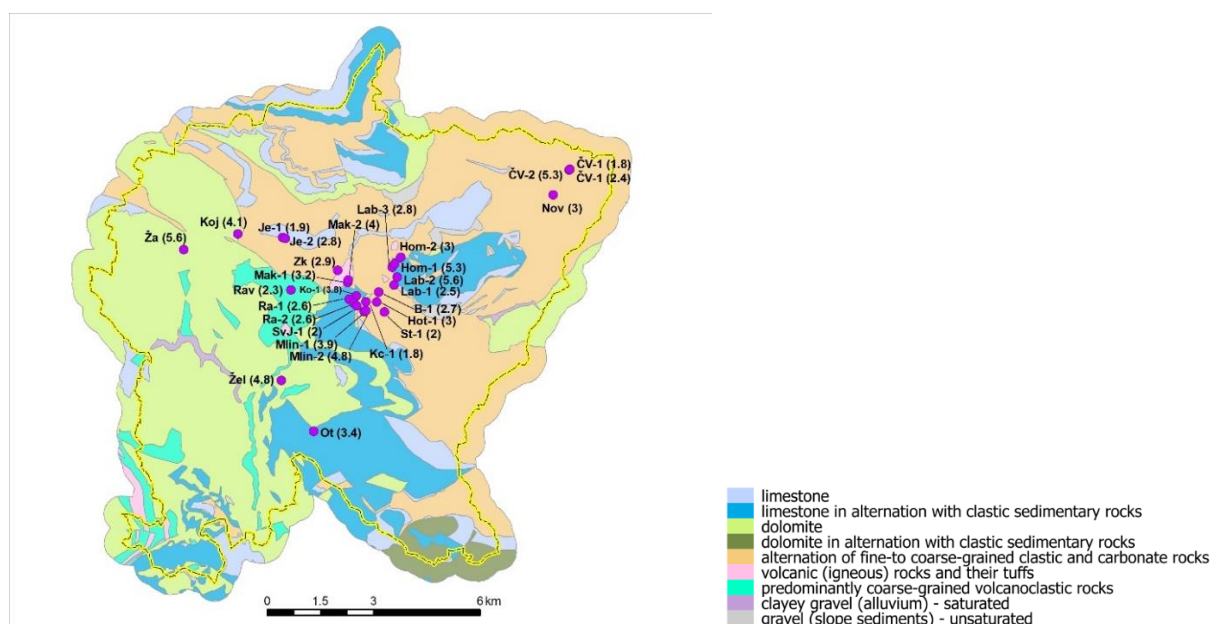 ČV-1 (1.8)
ČV-2 (5.3)
ČV-1 (2.4)
Nov (3)
Lab-3 (2.8)
Koj (4.1)
Je-1 (1.9)
Mak-2 (4)
Ža (5.6)
Je-2 (2.8)
Hom-2 (3)
Zk (2.9)
Hom-1 (5.3)
Mak-1 (3.2)
Lab-2 (5.6)
Rav (2.3)
Ko-1 (3.8)
Lab-1 (2.5)
Ra-1 (2.6)
B-1 (2.7)
Ra-2 (2.6)
Hot-1 (3)
SvJ-1 (2)
St-1 (2)
Mlin-1 (3.9)
Mlin-2 (4.8)
Kc-1 (1.8)
Žel (4.8)
Ot (3.4)
0 1.5 3 6 km
limestone
limestone in alternation with clastic sedimentary rocks
dolomite
dolomite in alternation with clastic sedimentary rocks
alternation of fine-to coarse-grained clastic and carbonate rocks
volcanic (igneous) rocks and their tuffs
predominantly coarse-grained volcanoclastic rocks
clayey gravel (alluvium) - saturated
gravel (slope sediments) - unsaturated